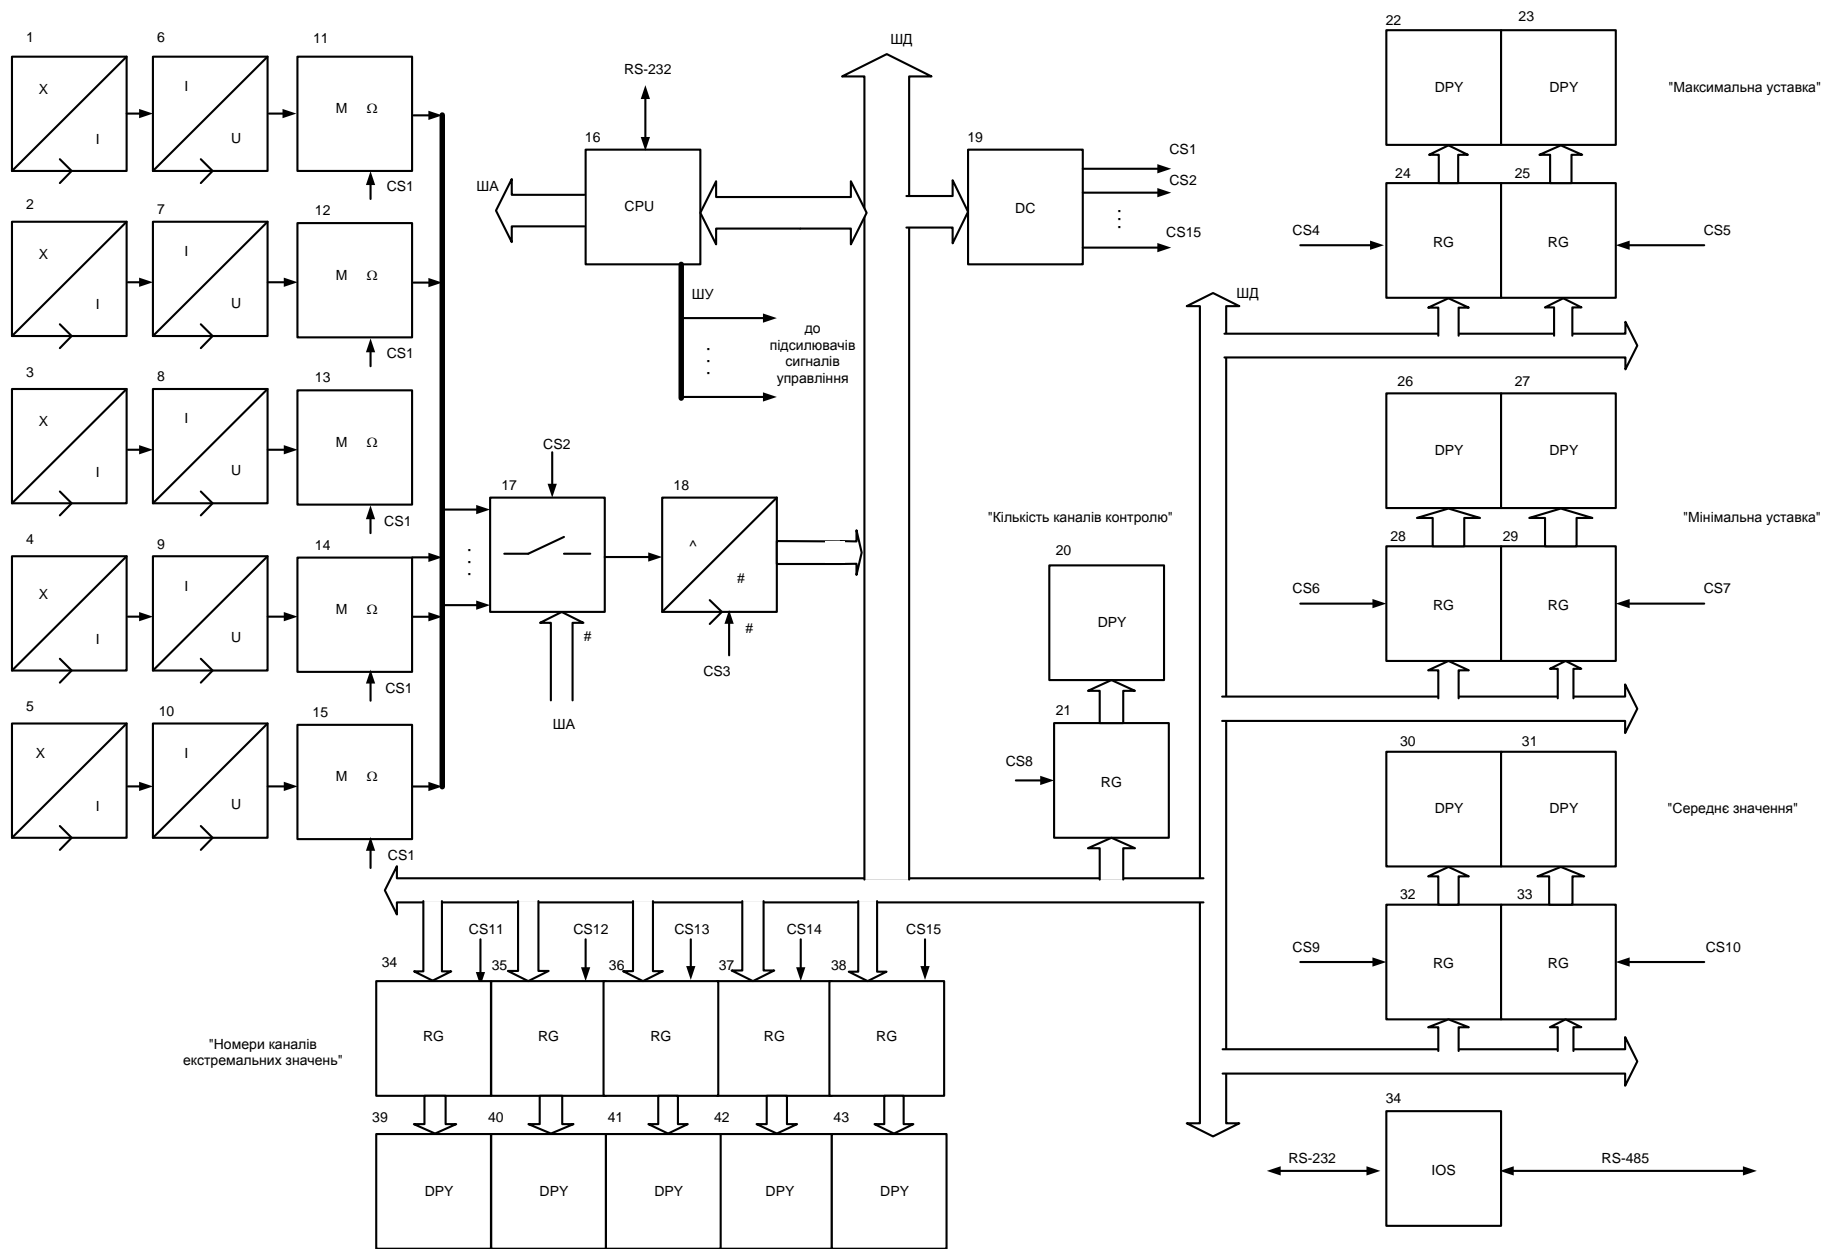 1
6
11
X
I
I
U
M Ω
CS1
2
7
12
X
I
I
U
M Ω
CS1
3
8
13
X
I
I
U
M Ω
CS1
4
9
14
X
I
I
U
M Ω
CS1
5
10
15
X
I
I
U
M Ω
CS1
RS-232
16
CPU
ША
ШУ
до
підсилювачів
сигналів
управління
ШД
19
DC
CS1
CS2
CS15
CS2
17
#
ША
18
^
#
#
CS3
"Кількість каналів контролю"
20
DPY
21
CS8
RG
ШД
22
23
DPY
DPY
"Максимальна уставка"
24
25
CS4
RG
RG
CS5
26
27
DPY
DPY
"Мінімальна уставка"
28
29
CS6
RG
RG
CS7
30
31
DPY
DPY
"Середнє значення"
32
33
CS9
RG
RG
CS10
34
RS-232
IOS
RS-485
CS11
CS12
CS13
CS14
CS15
34
35
36
37
38
RG
RG
RG
RG
RG
"Номери каналів
екстремальних значень"
39
40
41
42
43
DPY
DPY
DPY
DPY
DPY